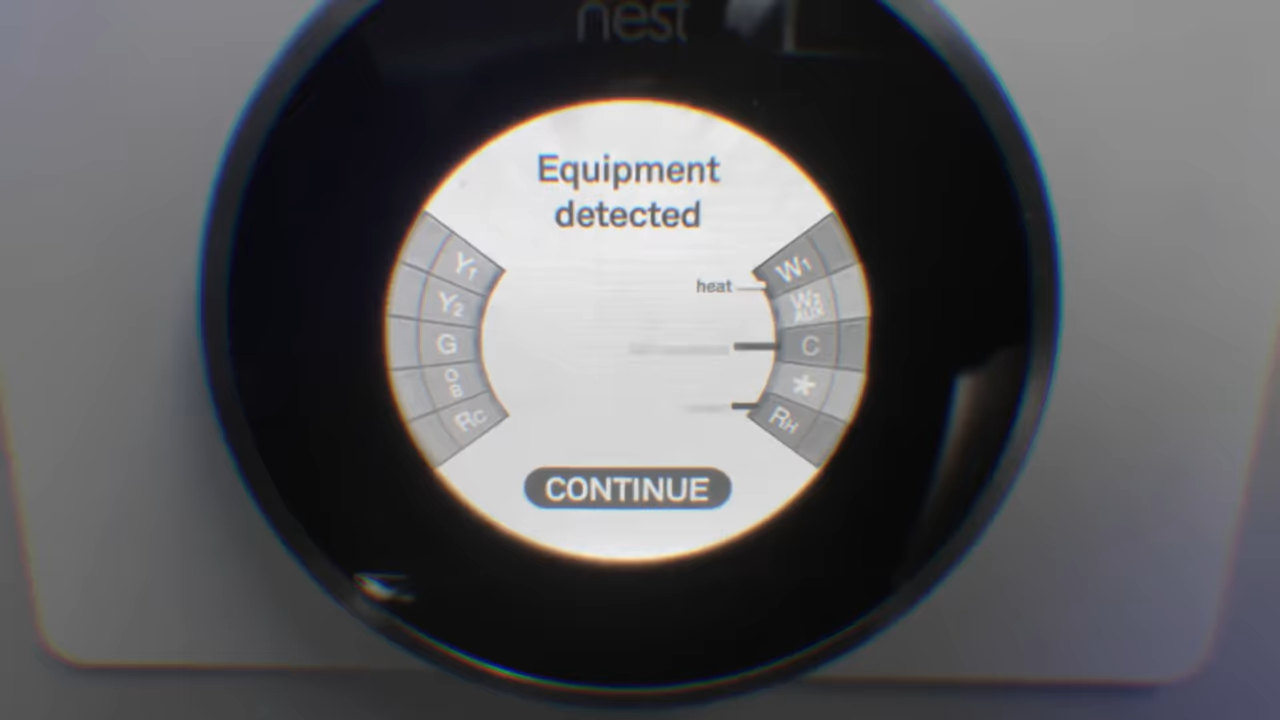 nest
Equipment
detected
Y1
Y2
G
O
B
RC
W1
heat
W2
AUX
C
*
RH
CONTINUE